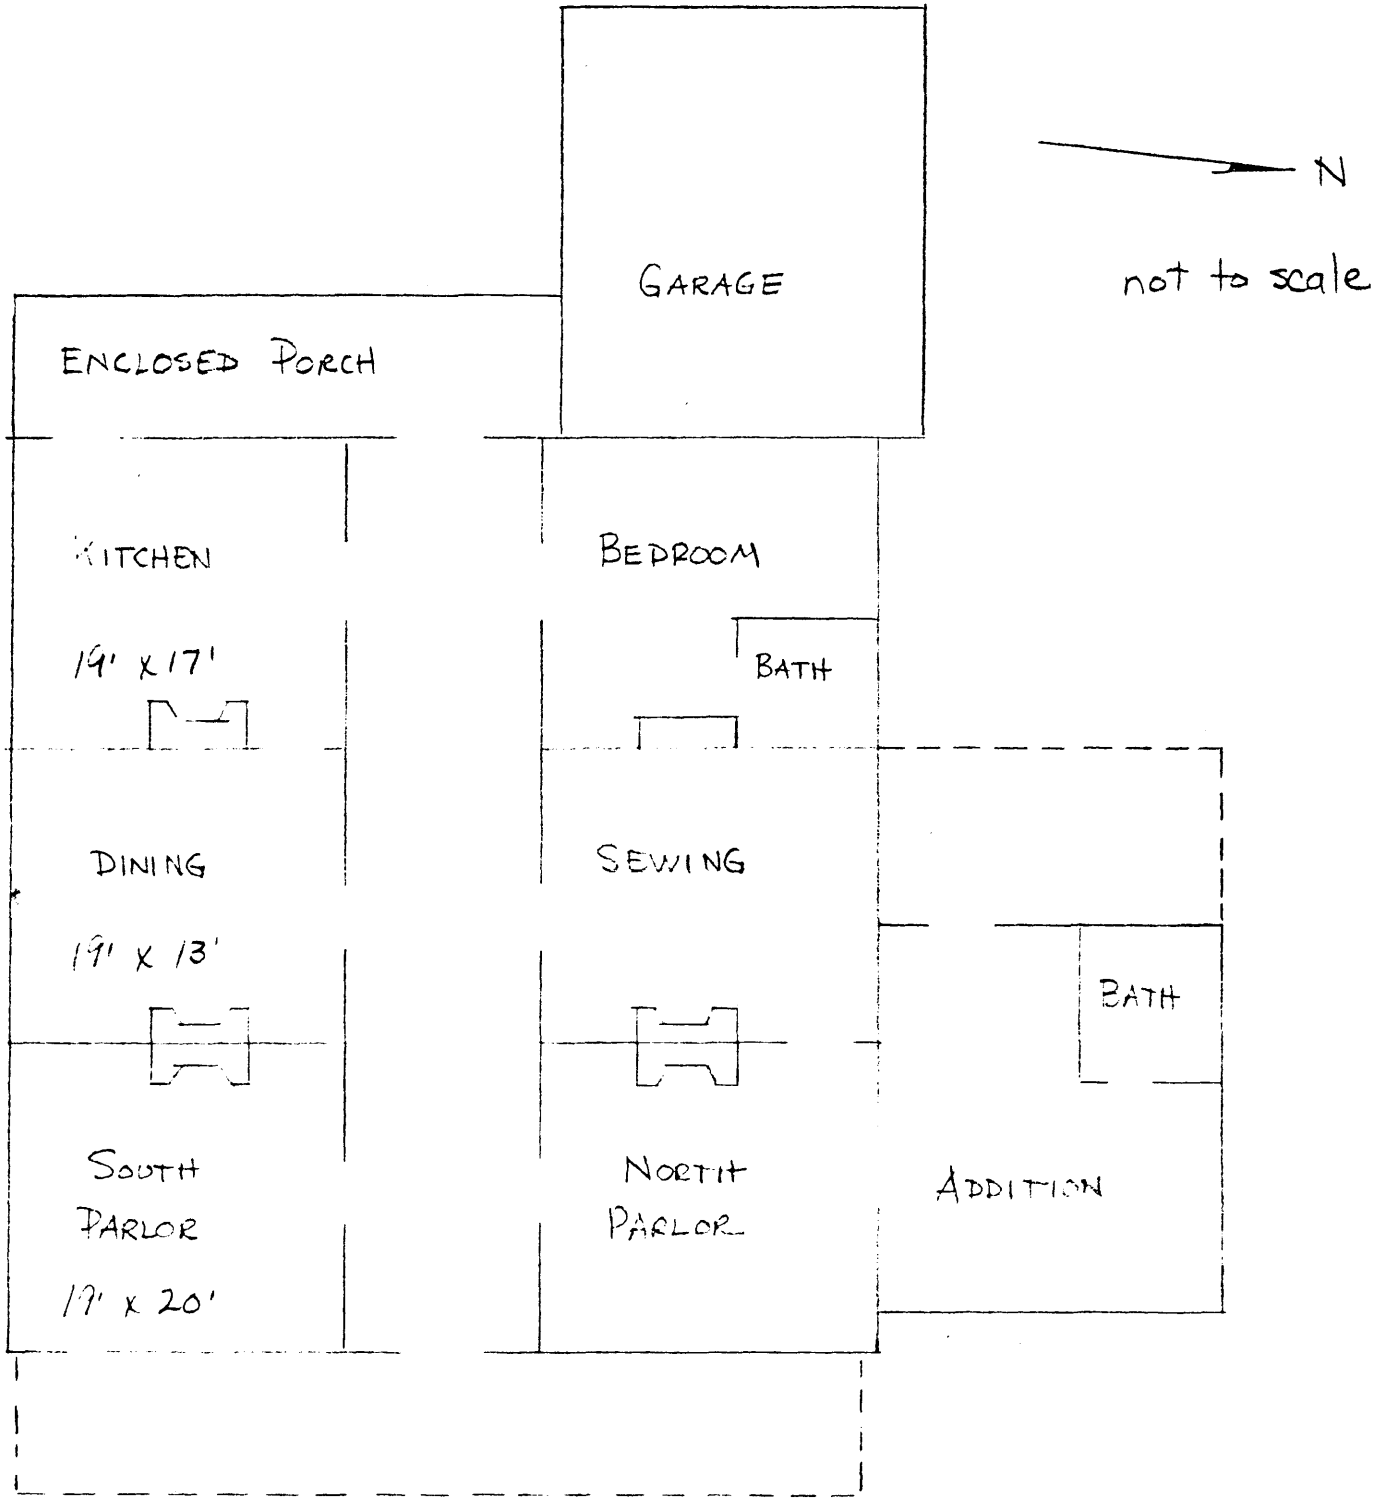 N
not to scale
GARAGE
ENCLOSED PORCH
KITCHEN
19' x 17'
BEDROOM
BATH
DINING
19' x 13'
SEWING
BATH
SOUTH
PARLOR
19' x 20'
NORTH
PARLOR
ADDITION